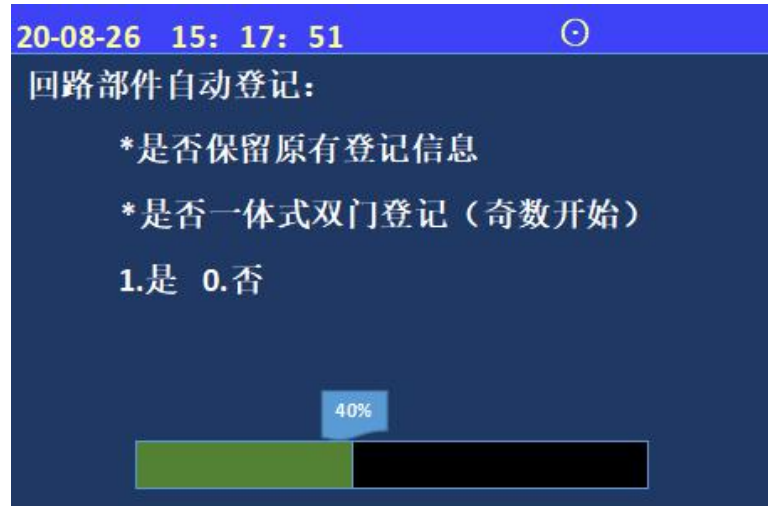 20-08-26 15：17：51
回路部件自动登记：
*是否保留原有登记信息
*是否一体式双门登记（奇数开始）
1.是 0.否
40%